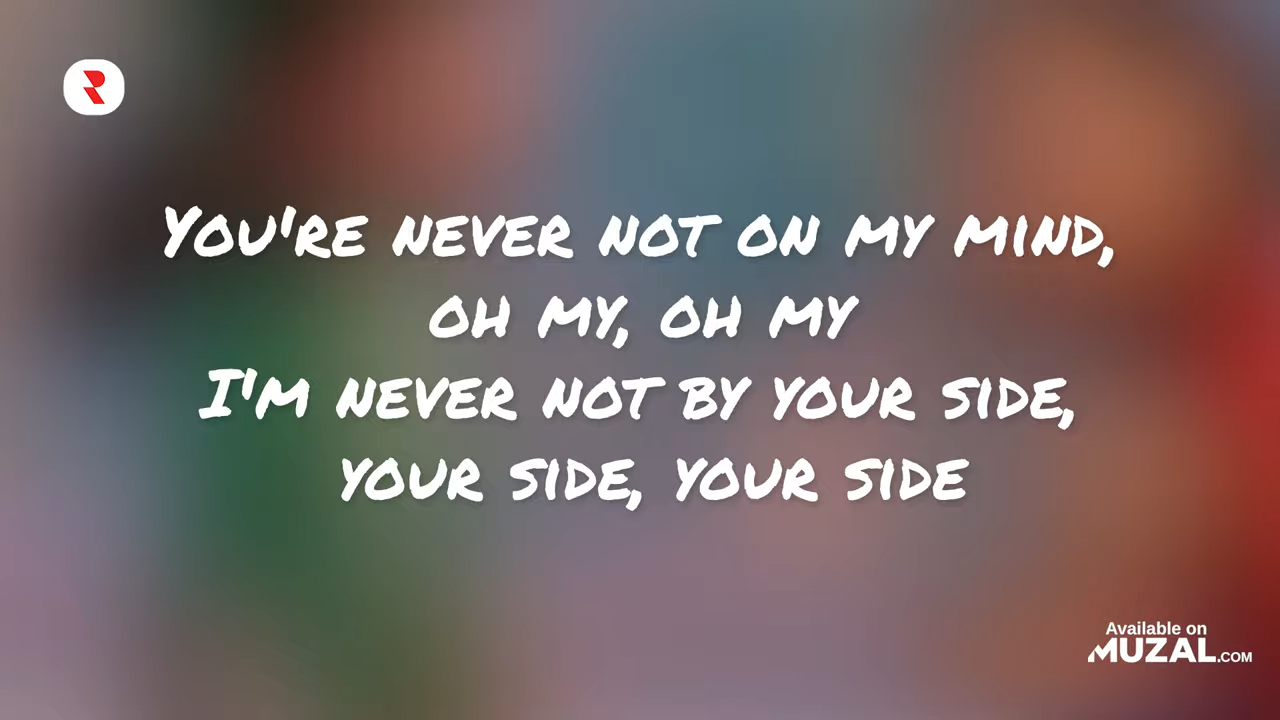 You're never not on my mind,
oh my, oh my
I'm never not by your side,
your side, your side
Available on
MUZAL.COM